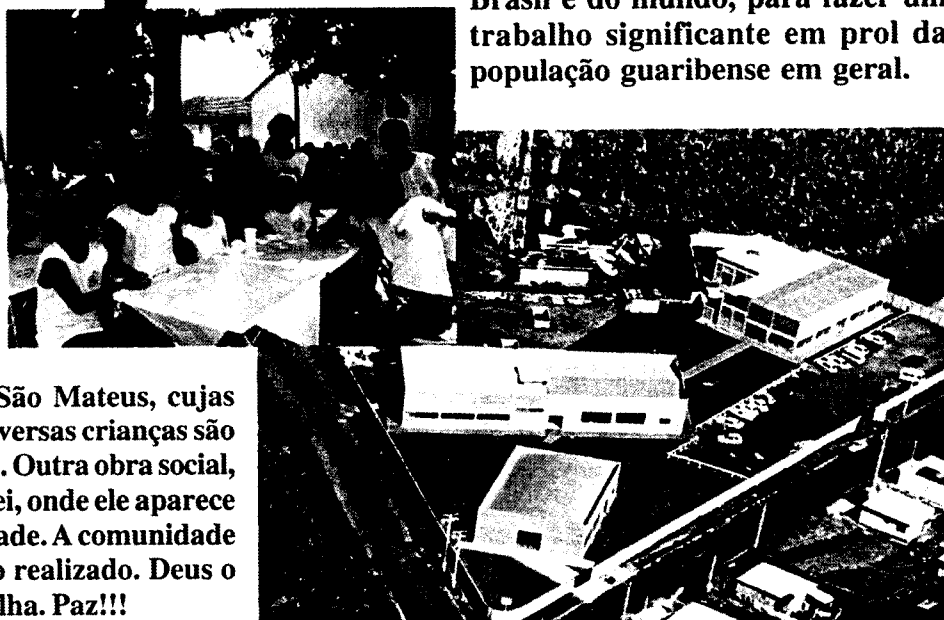 Brasil e do mundo, para fazer um
trabalho significante em prol da
população guaribense em geral.
São Mateus, cujas
versas crianças são
. Outra obra social,
ei, onde ele aparece
ade. A comunidade
o realizado. Deus o
lha. Paz!!!